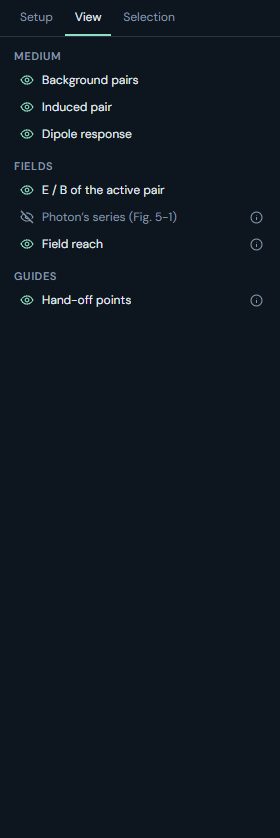 Setup View Selection
MEDIUM
Background pairs
Induced pair
Dipole response
FIELDS
E / B of the active pair
Photon's series (Fig. 5-1)
Field reach
GUIDES
Hand-off points